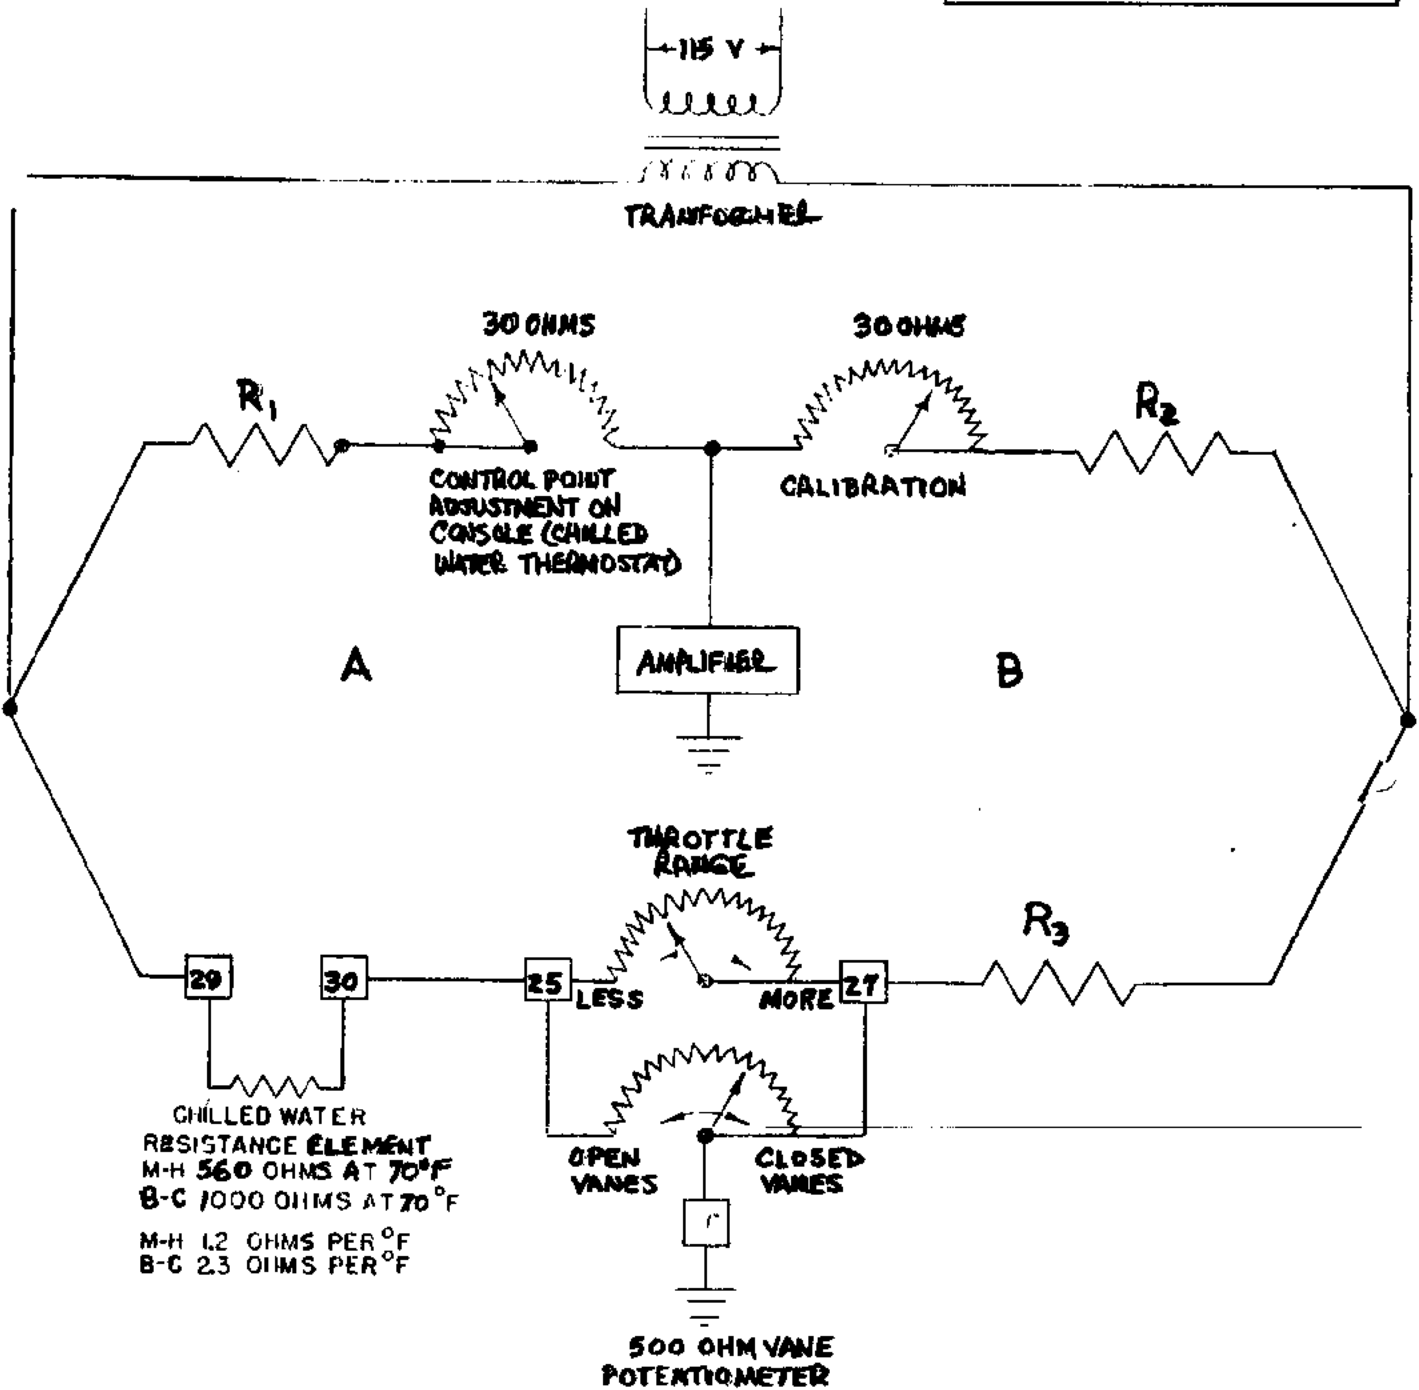 115 V
TRANFORMER
30 OHMS
30 OHMS
R1
R2
CONTROL POINT
ADJUSTMENT ON
CONSOLE (CHILLED
WATER THERMOSTAT)
CALIBRATION
A
AMPLIFIER
B
THROTTLE
RANGE
R3
29
30
25
LESS
MORE
27
CHILLED WATER
RESISTANCE ELEMENT
M-H 560 OHMS AT 70°F
B-C 1000 OHMS AT 70°F
M-H 1.2 OHMS PER °F
B-C 2.3 OHMS PER °F
OPEN
VANES
CLOSED
VANES
500 OHM VANE
POTENTIOMETER